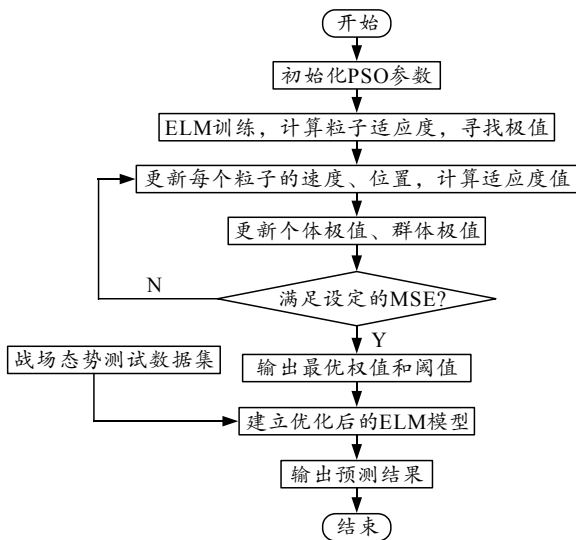 开始
初始化PSO参数
ELM训练，计算粒子适应度，寻找极值
更新每个粒子的速度、位置，计算适应度值
更新个体极值、群体极值
N
满足设定的MSE?
Y
战场态势测试数据集
输出最优权值和阈值
建立优化后的ELM模型
输出预测结果
结束